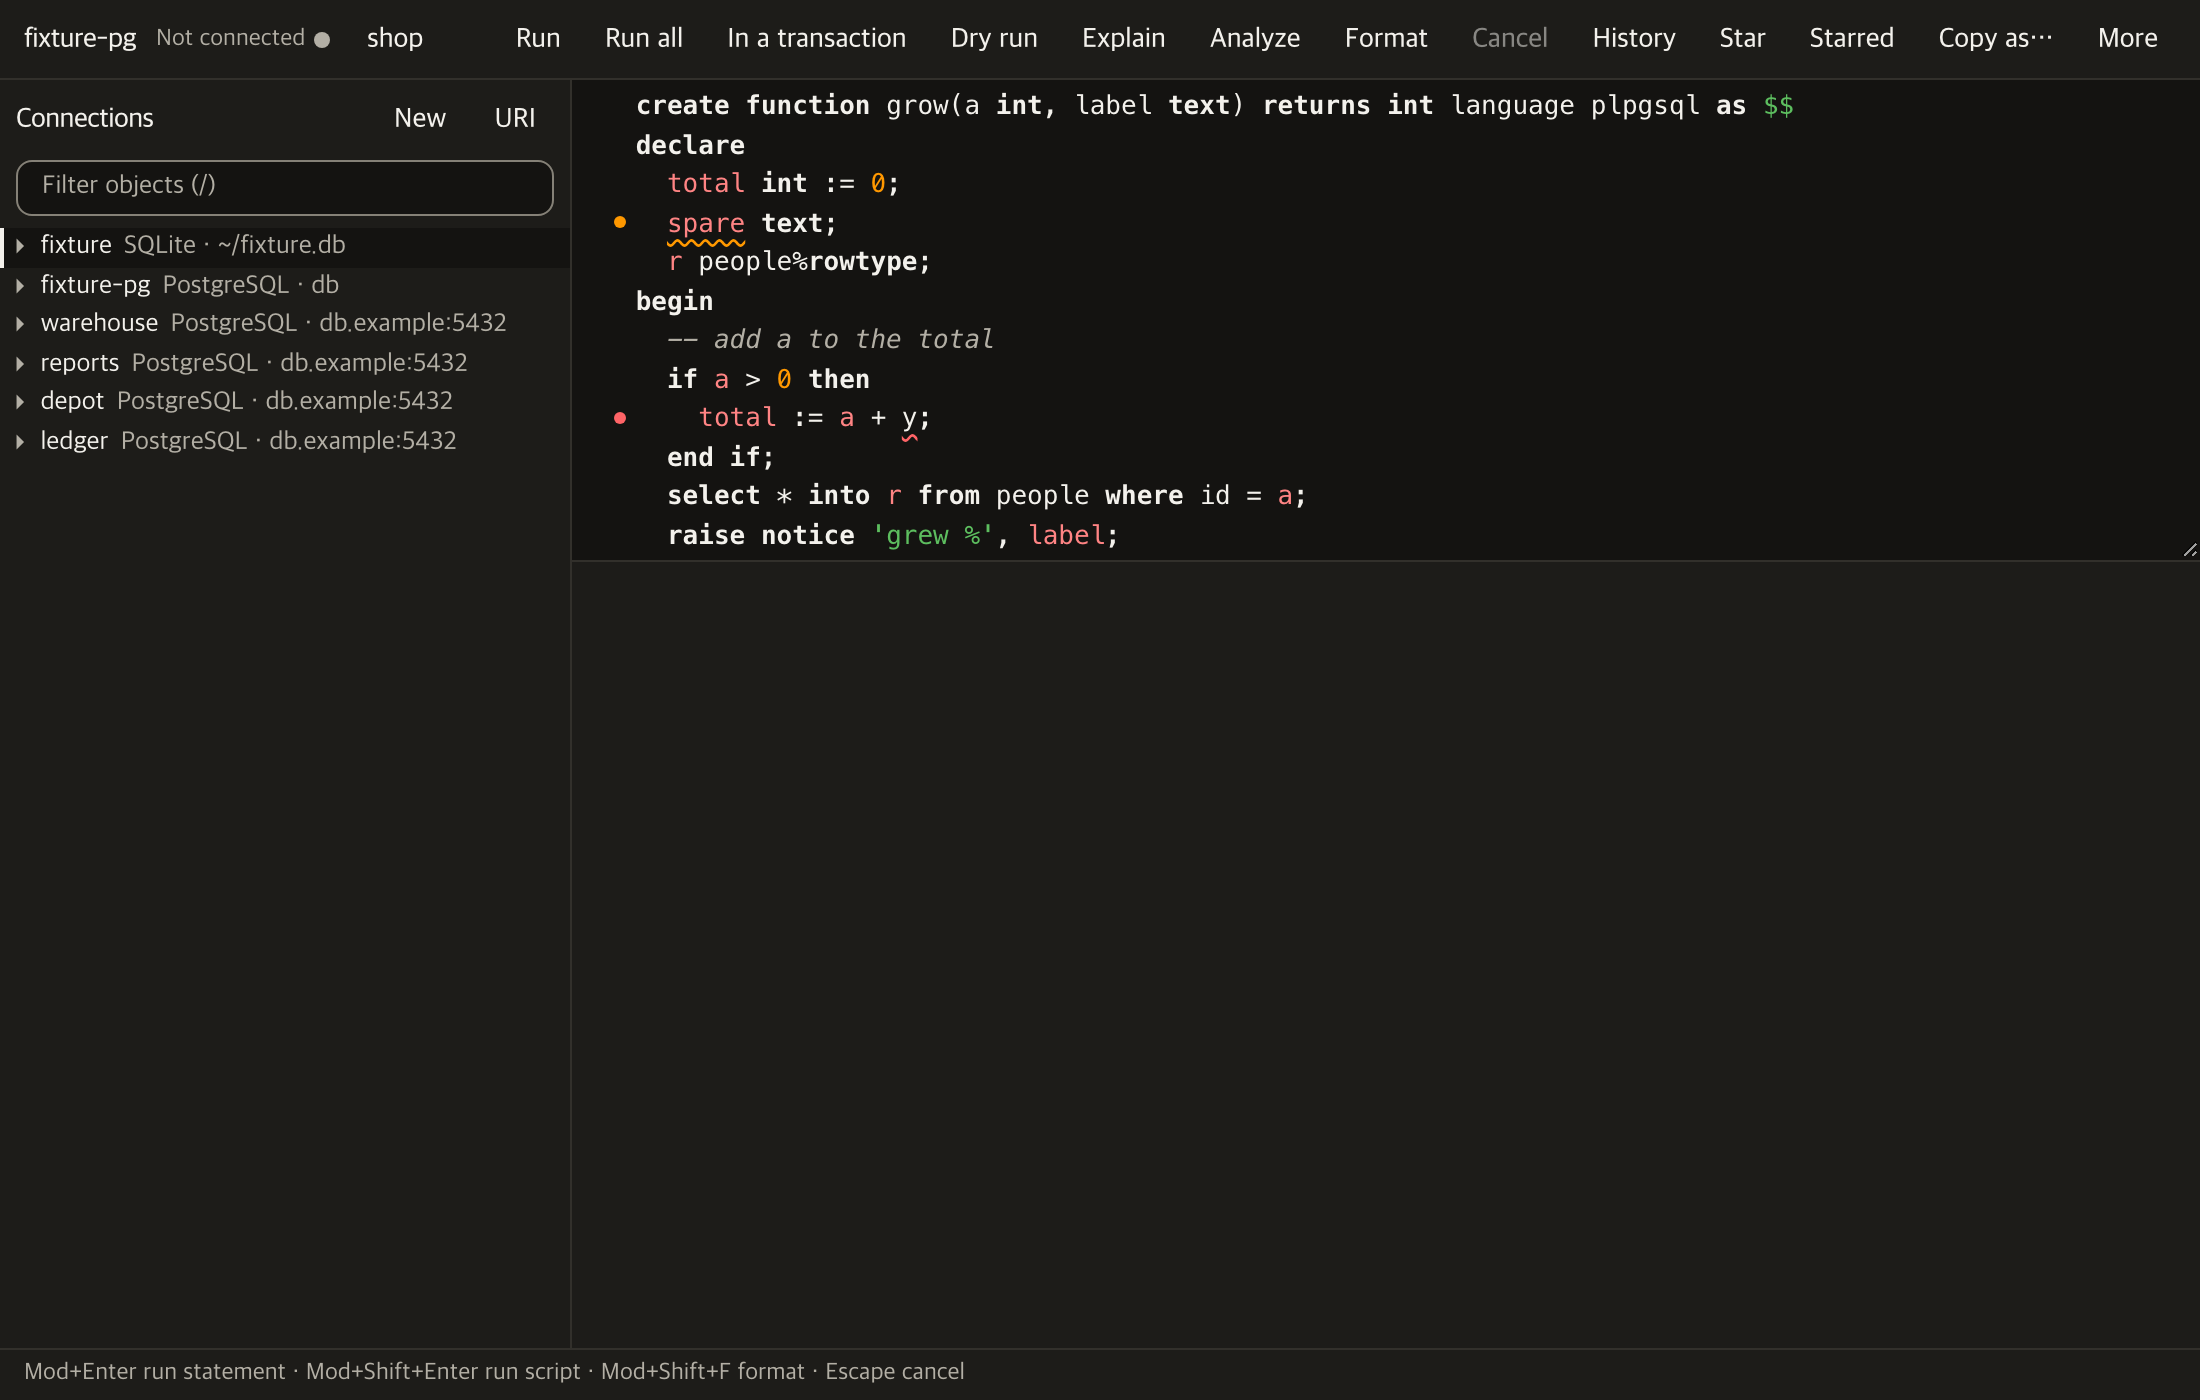 fixture-pg Not connected shop Run Run all In a transaction Dry run Explain Analyze Format Cancel History Star Starred Copy as··· More
Connections New URI
Filter objects (/)
fixture SQLite · ~/fixture.db
fixture-pg PostgreSQL · db
warehouse PostgreSQL · db.example:5432
reports PostgreSQL · db.example:5432
depot PostgreSQL · db.example:5432
ledger PostgreSQL · db.example:5432
create function grow(a int, label text) returns int language plpgsql as $$
declare
  total int := 0;
  spare text;
  r people%rowtype;
begin
  -- add a to the total
  if a > 0 then
    total := a + y;
  end if;
  select * into r from people where id = a;
  raise notice 'grew %', label;
Mod+Enter run statement · Mod+Shift+Enter run script · Mod+Shift+F format · Escape cancel